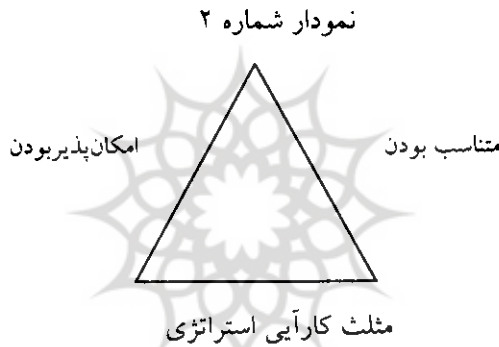 نمودار شماره ۲
متناسب بودن
امکان‌پذیربودن
مثلث کارآیی استراتژی